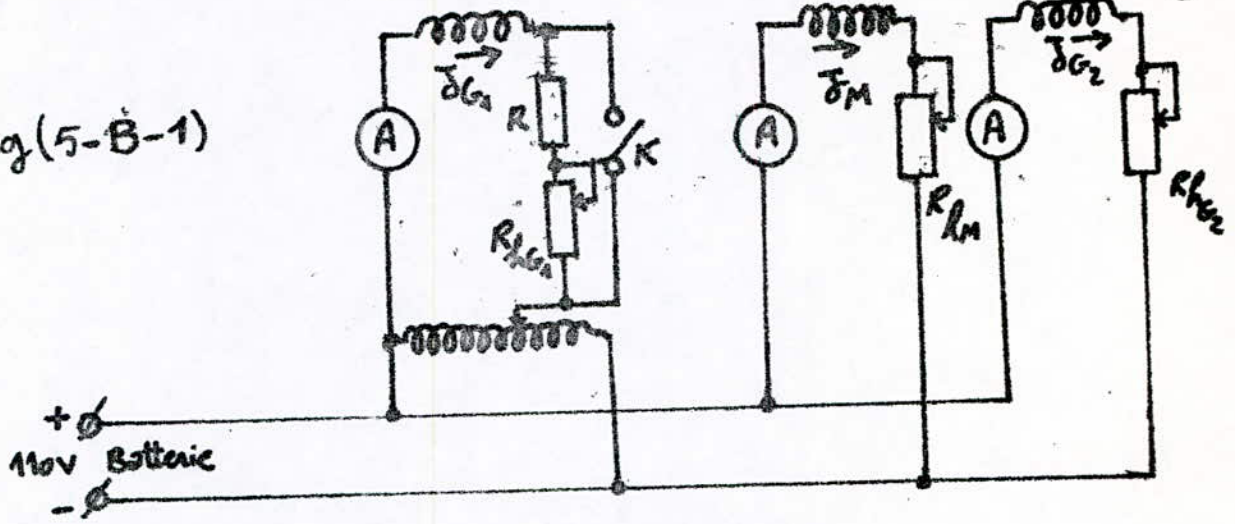 g(5-B-1)
A
J_G1
R
K
R_hG1
A
J_M
R_hM
A
J_G2
R_hG2
+
110V Batterie
-